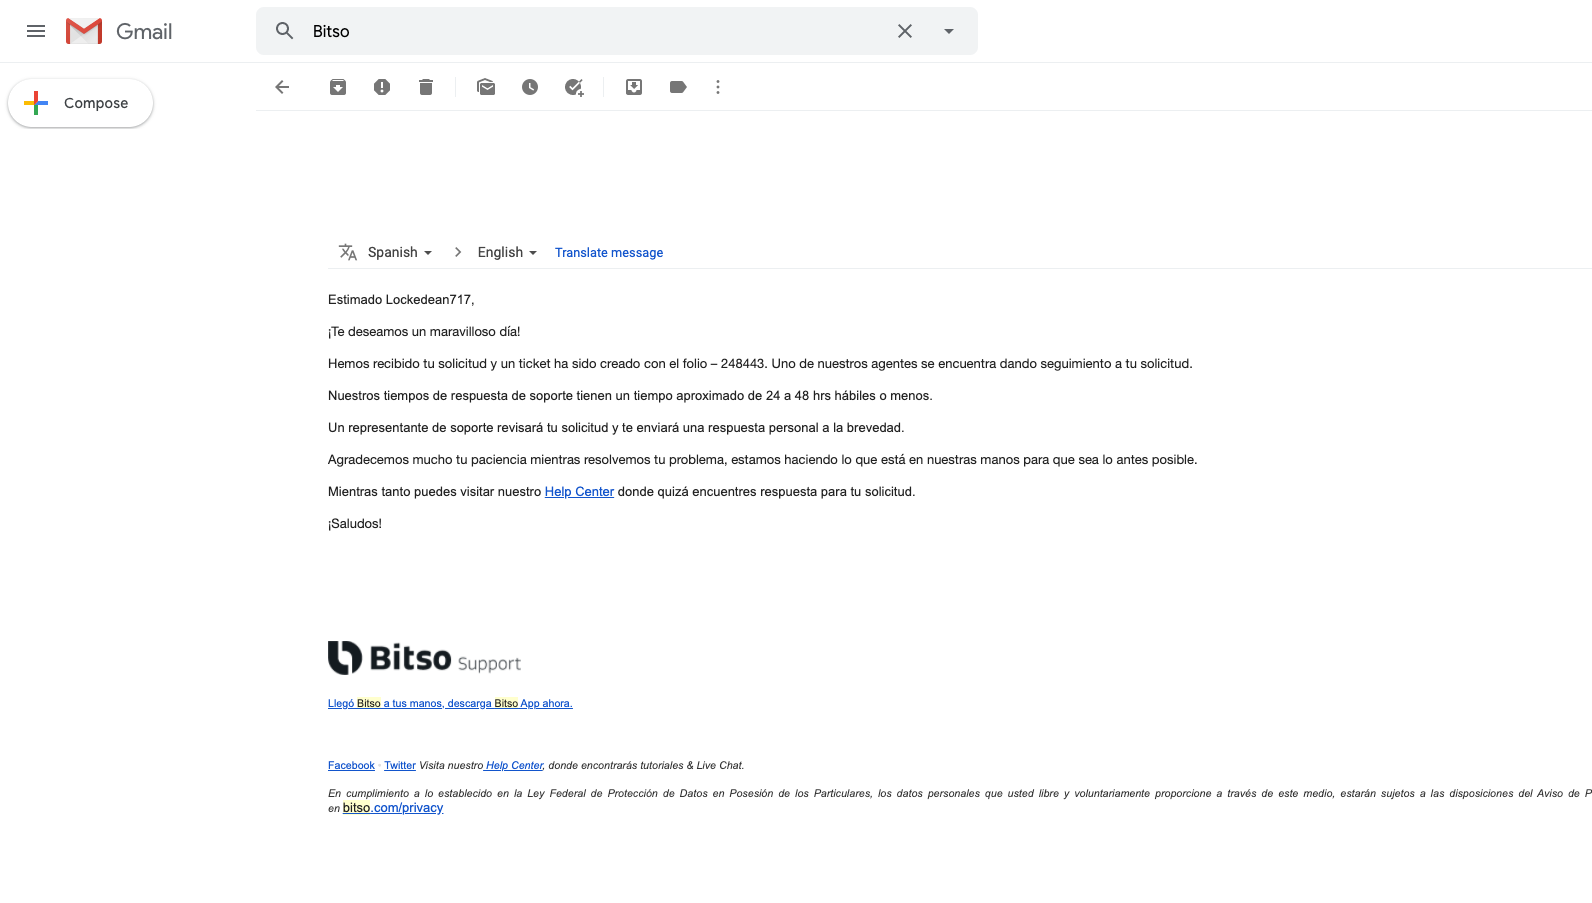 Gmail
Bitso
Compose
Spanish
English
Translate message
Estimado Lockedean717,
¡Te deseamos un maravilloso día!
Hemos recibido tu solicitud y un ticket ha sido creado con el folio – 248443. Uno de nuestros agentes se encuentra dando seguimiento a tu solicitud.
Nuestros tiempos de respuesta de soporte tienen un tiempo aproximado de 24 a 48 hrs hábiles o menos.
Un representante de soporte revisará tu solicitud y te enviará una respuesta personal a la brevedad.
Agradecemos mucho tu paciencia mientras resolvemos tu problema, estamos haciendo lo que está en nuestras manos para que sea lo antes posible.
Mientras tanto puedes visitar nuestro Help Center donde quizá encuentres respuesta para tu solicitud.
¡Saludos!
Bitso Support
Llegó Bitso a tus manos, descarga Bitso App ahora.
Facebook · Twitter Visita nuestro Help Center, donde encontrarás tutoriales & Live Chat.
En cumplimiento a lo establecido en la Ley Federal de Protección de Datos en Posesión de los Particulares, los datos personales que usted libre y voluntariamente proporcione a través de este medio, estarán sujetos a las disposiciones del Aviso de P
en bitso.com/privacy